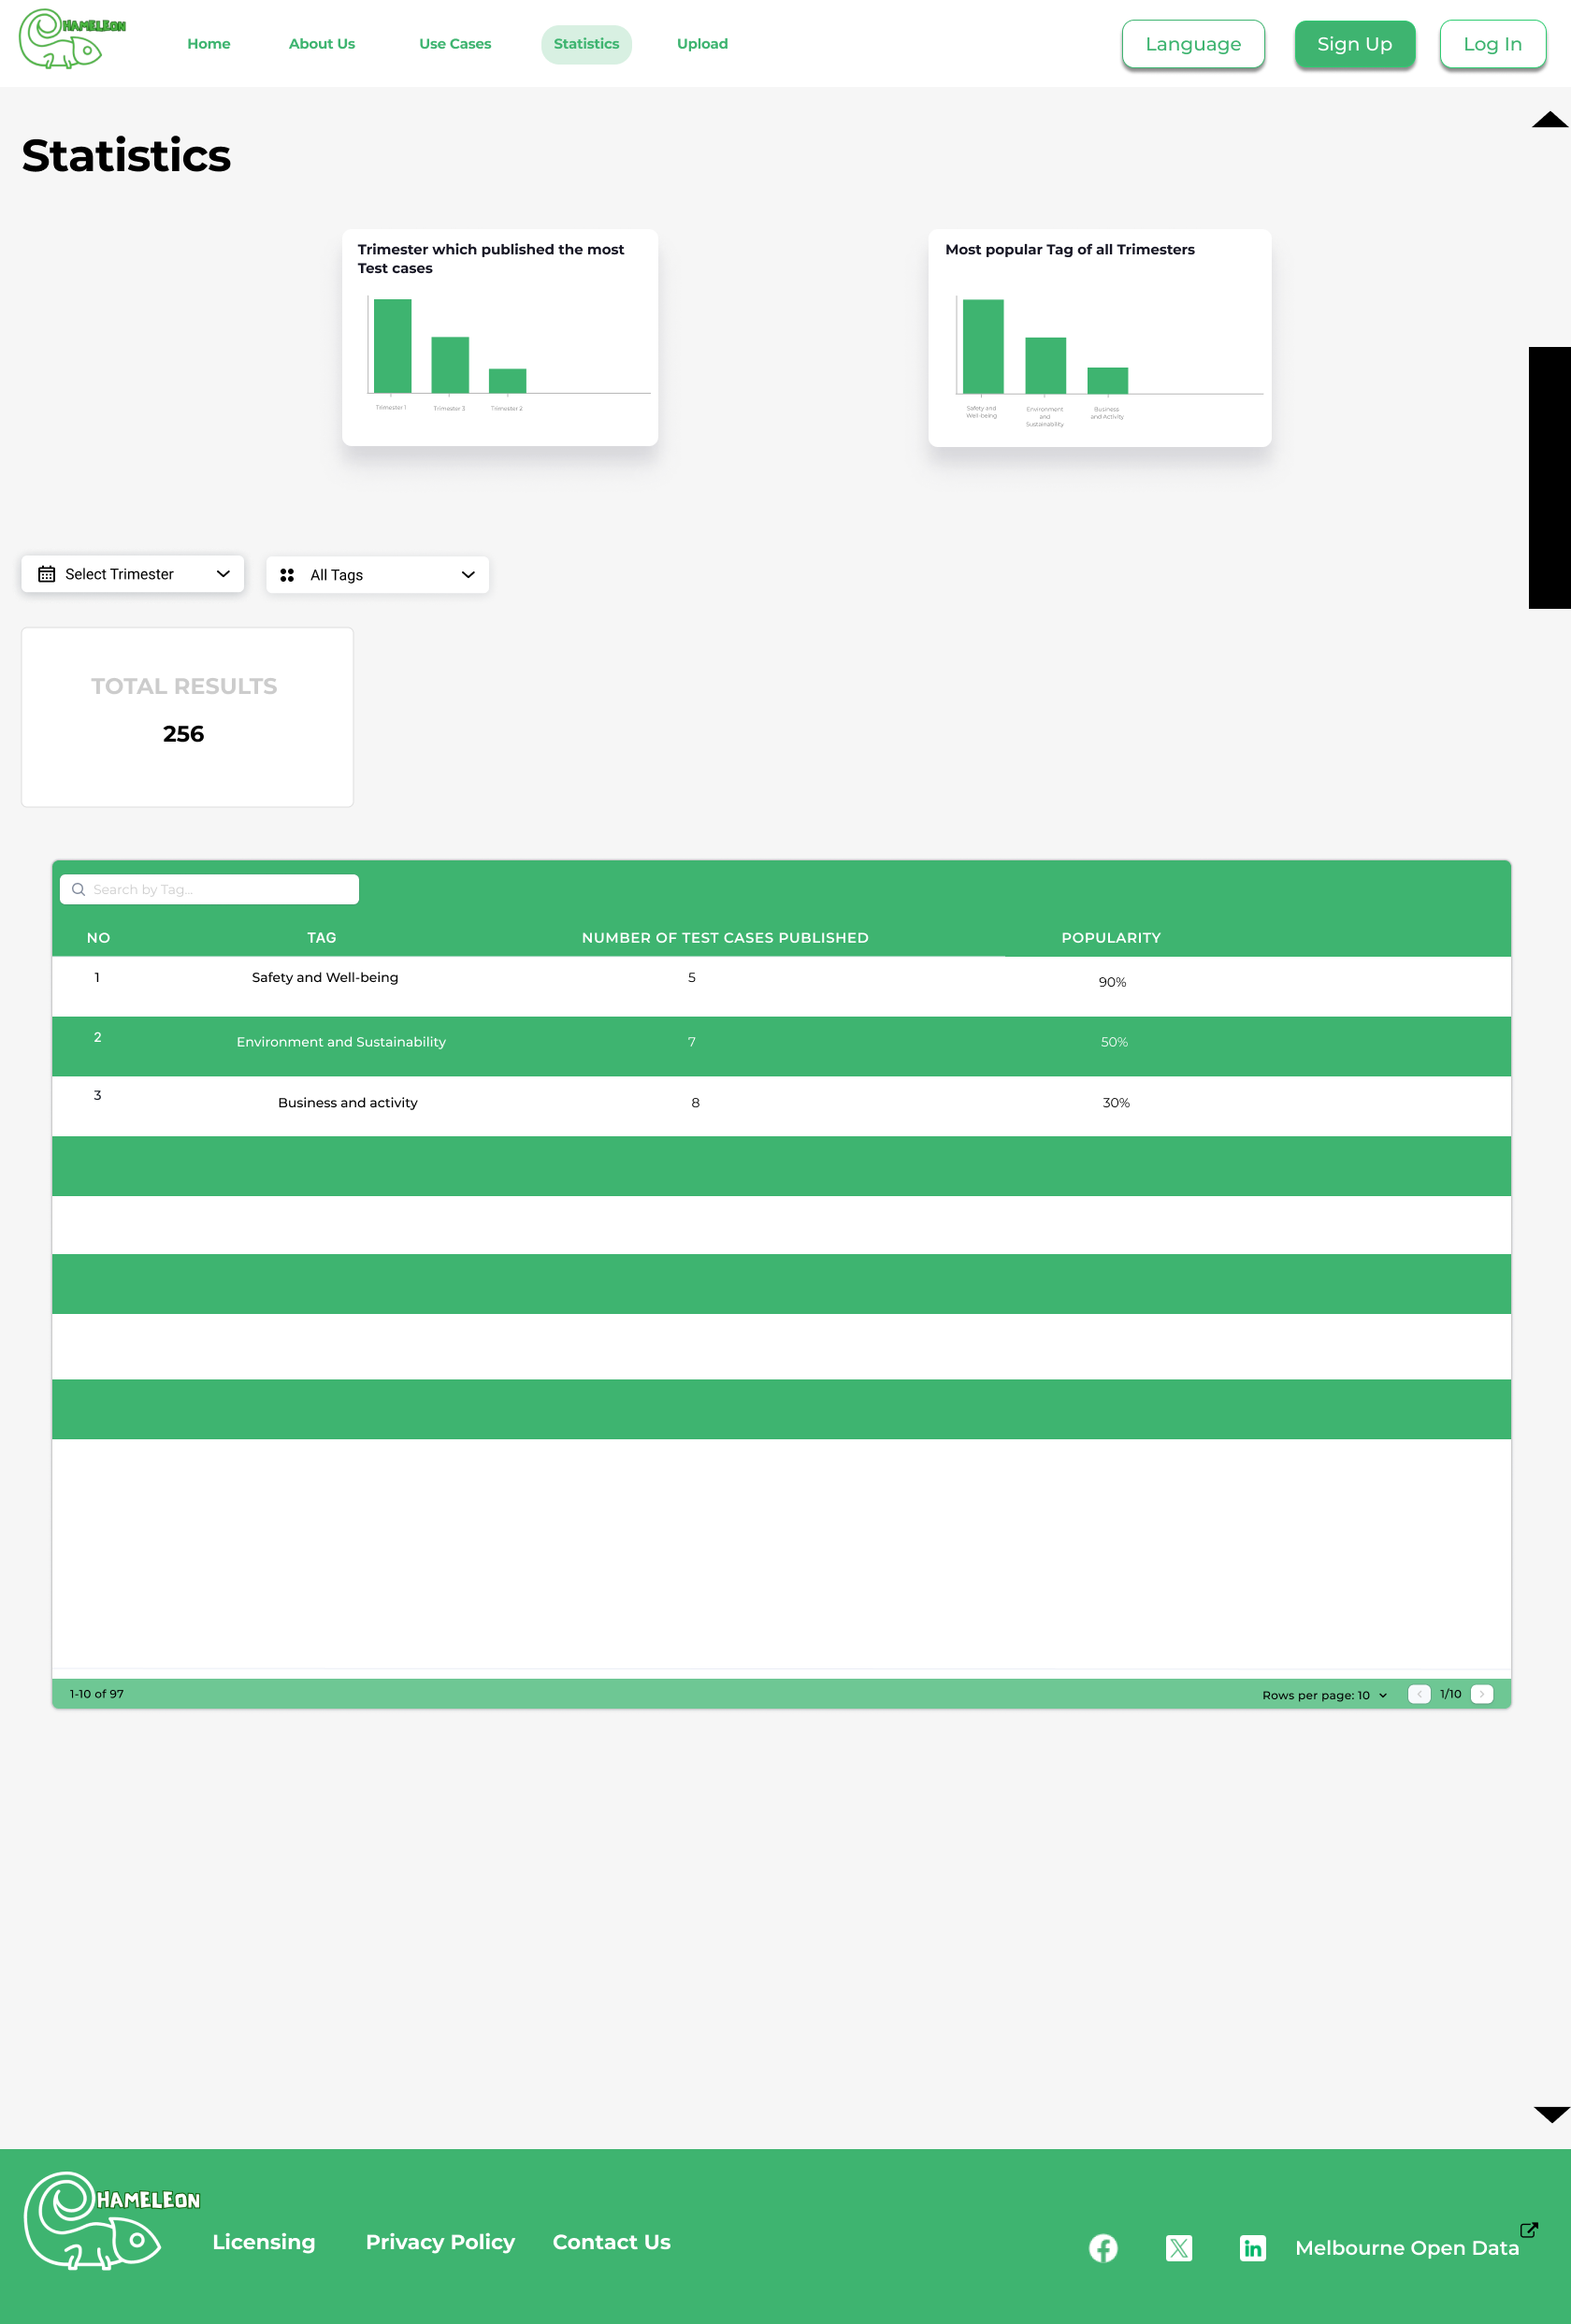 HAMELEON
Home About Us Use Cases Statistics Upload Language Sign Up Log In
Statistics
Trimester which published the most
Test cases
Trimester 1 Trimester 3 Trimester 2
Most popular Tag of all Trimesters
Safety and
Well-being
Environment
and
Sustainability
Business
and Activity
Select Trimester
All Tags
TOTAL RESULTS
256
Search by Tag...
NO TAG NUMBER OF TEST CASES PUBLISHED POPULARITY
1 Safety and Well-being 5 90%
2 Environment and Sustainability 7 50%
3 Business and activity 8 30%
1-10 of 97 Rows per page: 10 1/10
HAMELEON
Licensing Privacy Policy Contact Us
in
Melbourne Open Data